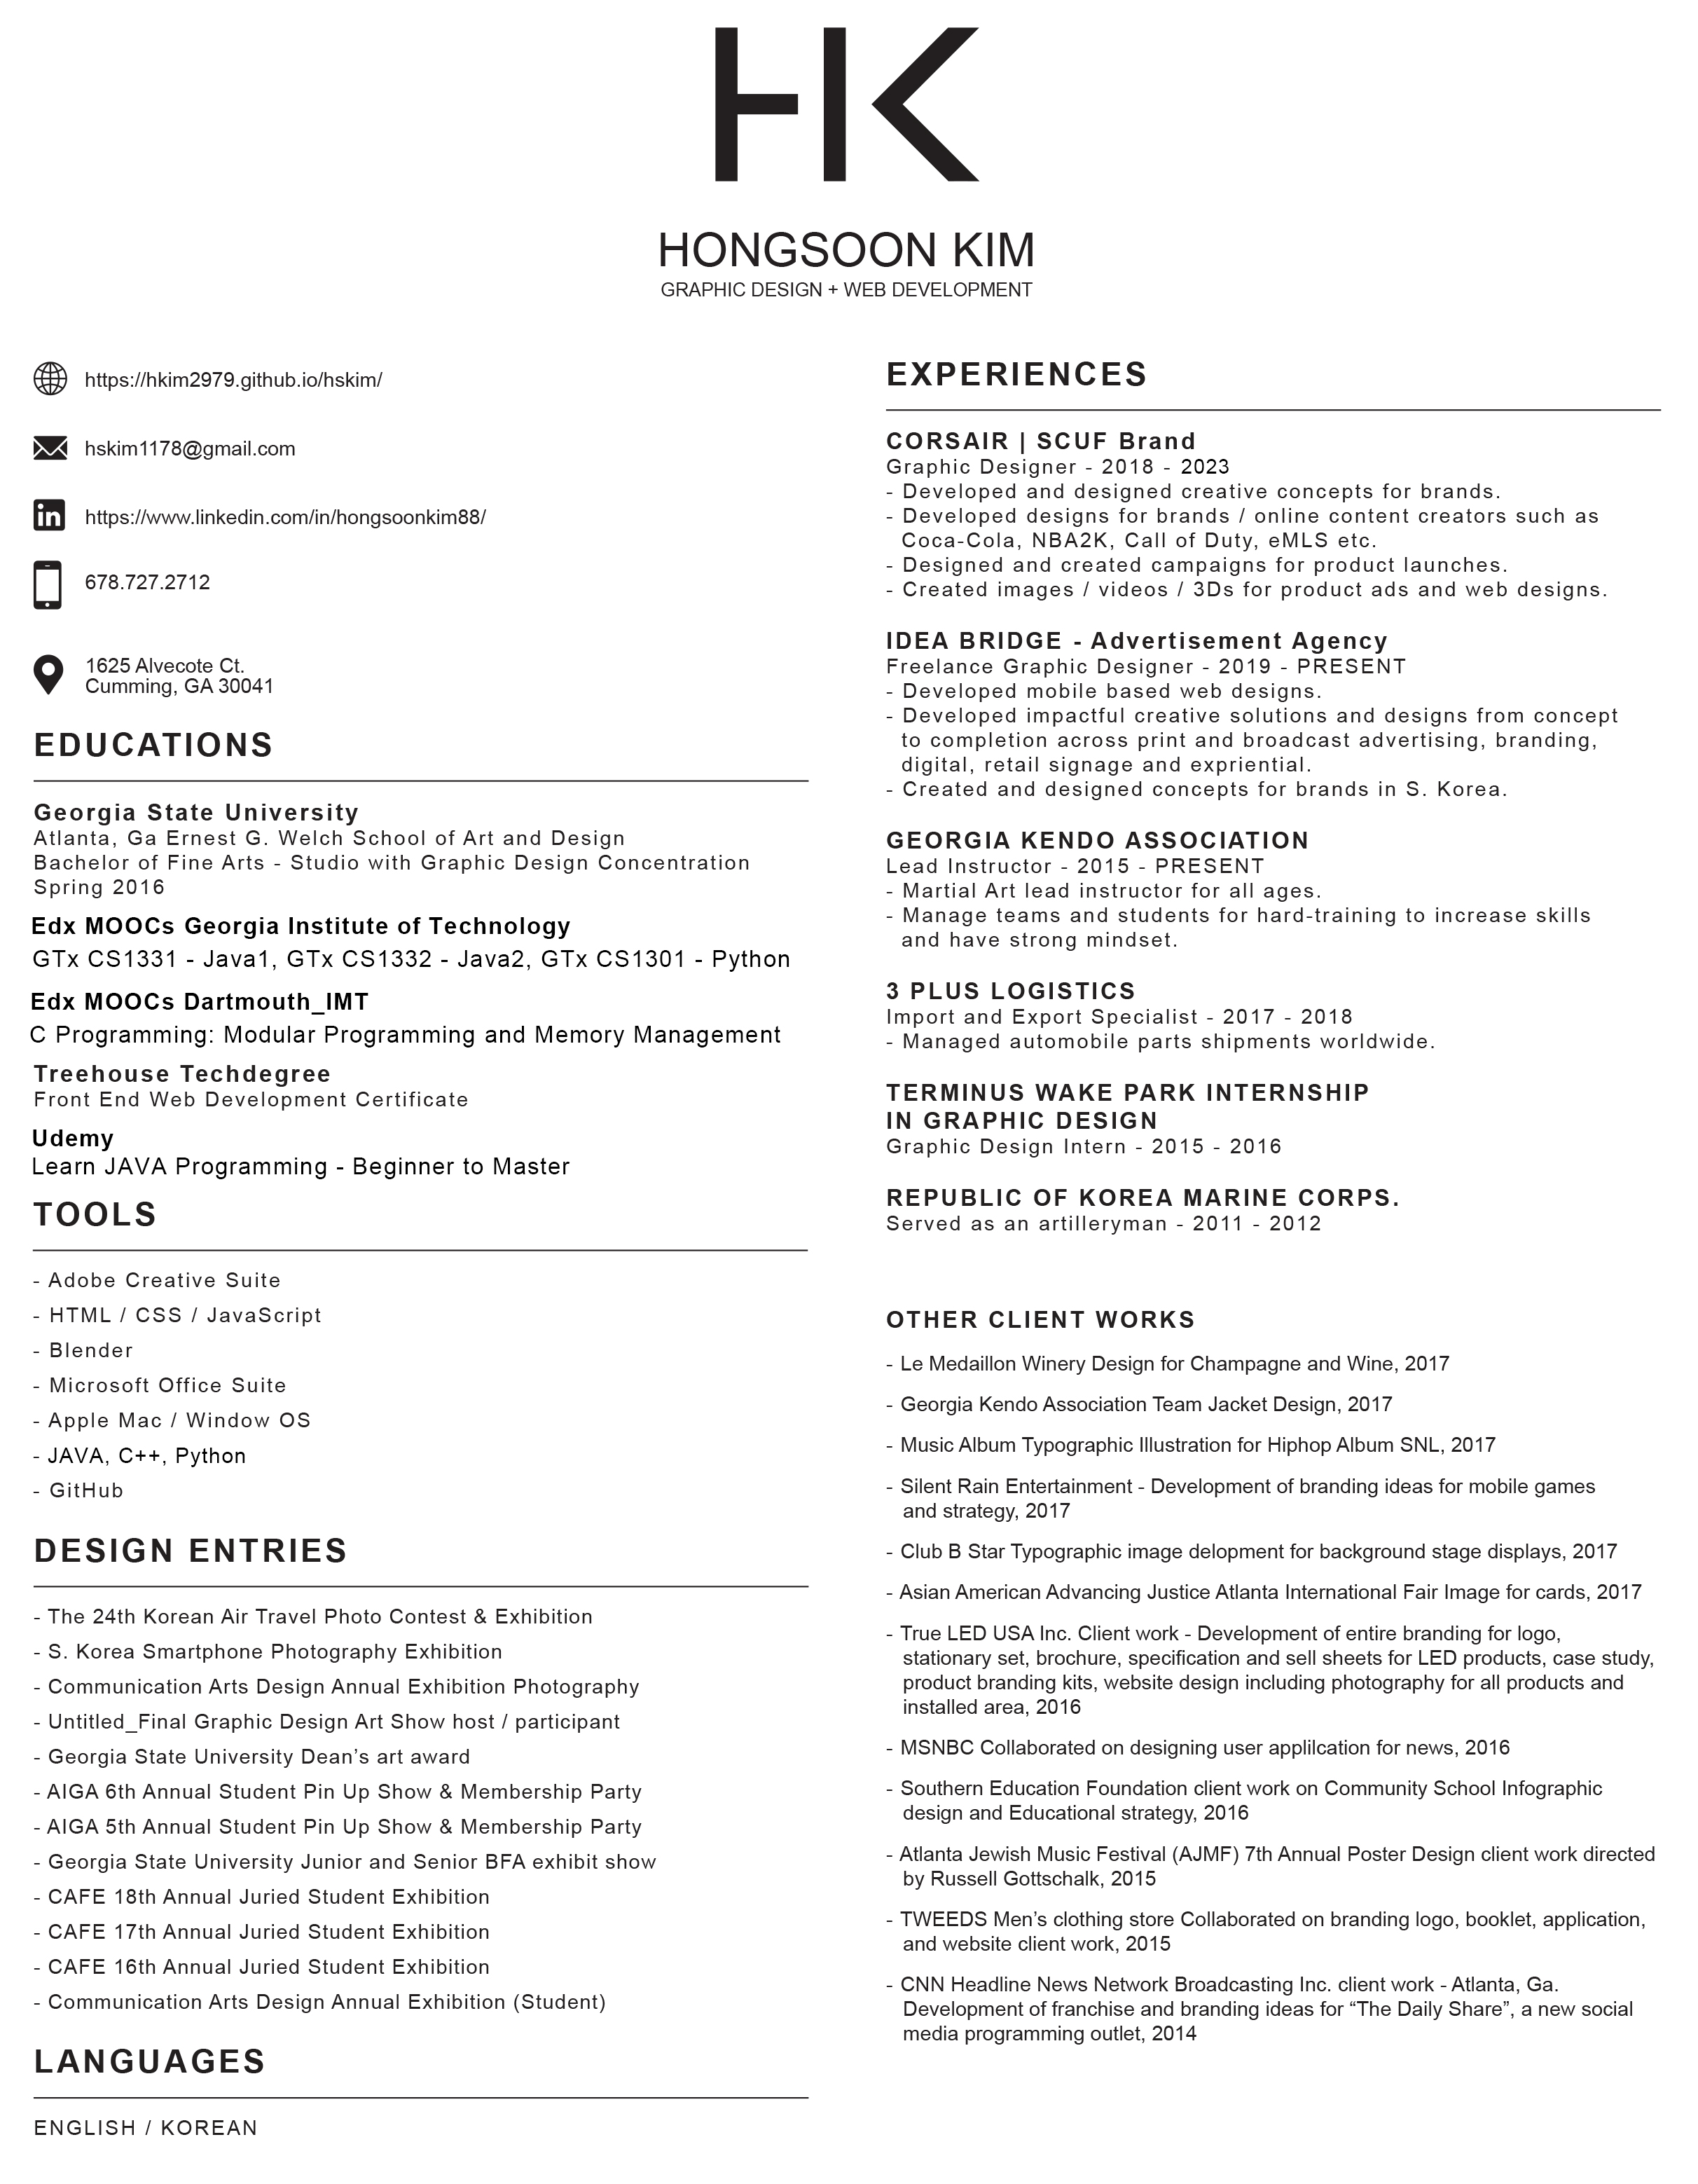 HK
HONGSOON KIM
GRAPHIC DESIGN + WEB DEVELOPMENT
https://hkim2979.github.io/hskim/
hskim1178@gmail.com
in https://www.linkedin.com/in/hongsoonkim88/
678.727.2712
1625 Alvecote Ct.
Cumming, GA 30041
EDUCATIONS
Georgia State University
Atlanta, Ga Ernest G. Welch School of Art and Design
Bachelor of Fine Arts - Studio with Graphic Design Concentration
Spring 2016
Edx MOOCs Georgia Institute of Technology
GTx CS1331 - Java1, GTx CS1332 - Java2, GTx CS1301 - Python
Edx MOOCs Dartmouth_IMT
C Programming: Modular Programming and Memory Management
Treehouse Techdegree
Front End Web Development Certificate
Udemy
Learn JAVA Programming - Beginner to Master
TOOLS
- Adobe Creative Suite
- HTML / CSS / JavaScript
- Blender
- Microsoft Office Suite
- Apple Mac / Window OS
- JAVA, C++, Python
- GitHub
DESIGN ENTRIES
- The 24th Korean Air Travel Photo Contest & Exhibition
- S. Korea Smartphone Photography Exhibition
- Communication Arts Design Annual Exhibition Photography
- Untitled_Final Graphic Design Art Show host / participant
- Georgia State University Dean’s art award
- AIGA 6th Annual Student Pin Up Show & Membership Party
- AIGA 5th Annual Student Pin Up Show & Membership Party
- Georgia State University Junior and Senior BFA exhibit show
- CAFE 18th Annual Juried Student Exhibition
- CAFE 17th Annual Juried Student Exhibition
- CAFE 16th Annual Juried Student Exhibition
- Communication Arts Design Annual Exhibition (Student)
LANGUAGES
ENGLISH / KOREAN
EXPERIENCES
CORSAIR | SCUF Brand
Graphic Designer - 2018 - 2023
- Developed and designed creative concepts for brands.
- Developed designs for brands / online content creators such as
Coca-Cola, NBA2K, Call of Duty, eMLS etc.
- Designed and created campaigns for product launches.
- Created images / videos / 3Ds for product ads and web designs.
IDEA BRIDGE - Advertisement Agency
Freelance Graphic Designer - 2019 - PRESENT
- Developed mobile based web designs.
- Developed impactful creative solutions and designs from concept
to completion across print and broadcast advertising, branding,
digital, retail signage and expriential.
- Created and designed concepts for brands in S. Korea.
GEORGIA KENDO ASSOCIATION
Lead Instructor - 2015 - PRESENT
- Martial Art lead instructor for all ages.
- Manage teams and students for hard-training to increase skills
and have strong mindset.
3 PLUS LOGISTICS
Import and Export Specialist - 2017 - 2018
- Managed automobile parts shipments worldwide.
TERMINUS WAKE PARK INTERNSHIP
IN GRAPHIC DESIGN
Graphic Design Intern - 2015 - 2016
REPUBLIC OF KOREA MARINE CORPS.
Served as an artilleryman - 2011 - 2012
OTHER CLIENT WORKS
- Le Medaillon Winery Design for Champagne and Wine, 2017
- Georgia Kendo Association Team Jacket Design, 2017
- Music Album Typographic Illustration for Hiphop Album SNL, 2017
- Silent Rain Entertainment - Development of branding ideas for mobile games
and strategy, 2017
- Club B Star Typographic image delopment for background stage displays, 2017
- Asian American Advancing Justice Atlanta International Fair Image for cards, 2017
- True LED USA Inc. Client work - Development of entire branding for logo,
stationary set, brochure, specification and sell sheets for LED products, case study,
product branding kits, website design including photography for all products and
installed area, 2016
- MSNBC Collaborated on designing user applilcation for news, 2016
- Southern Education Foundation client work on Community School Infographic
design and Educational strategy, 2016
- Atlanta Jewish Music Festival (AJMF) 7th Annual Poster Design client work directed
by Russell Gottschalk, 2015
- TWEEDS Men’s clothing store Collaborated on branding logo, booklet, application,
and website client work, 2015
- CNN Headline News Network Broadcasting Inc. client work - Atlanta, Ga.
Development of franchise and branding ideas for “The Daily Share”, a new social
media programming outlet, 2014